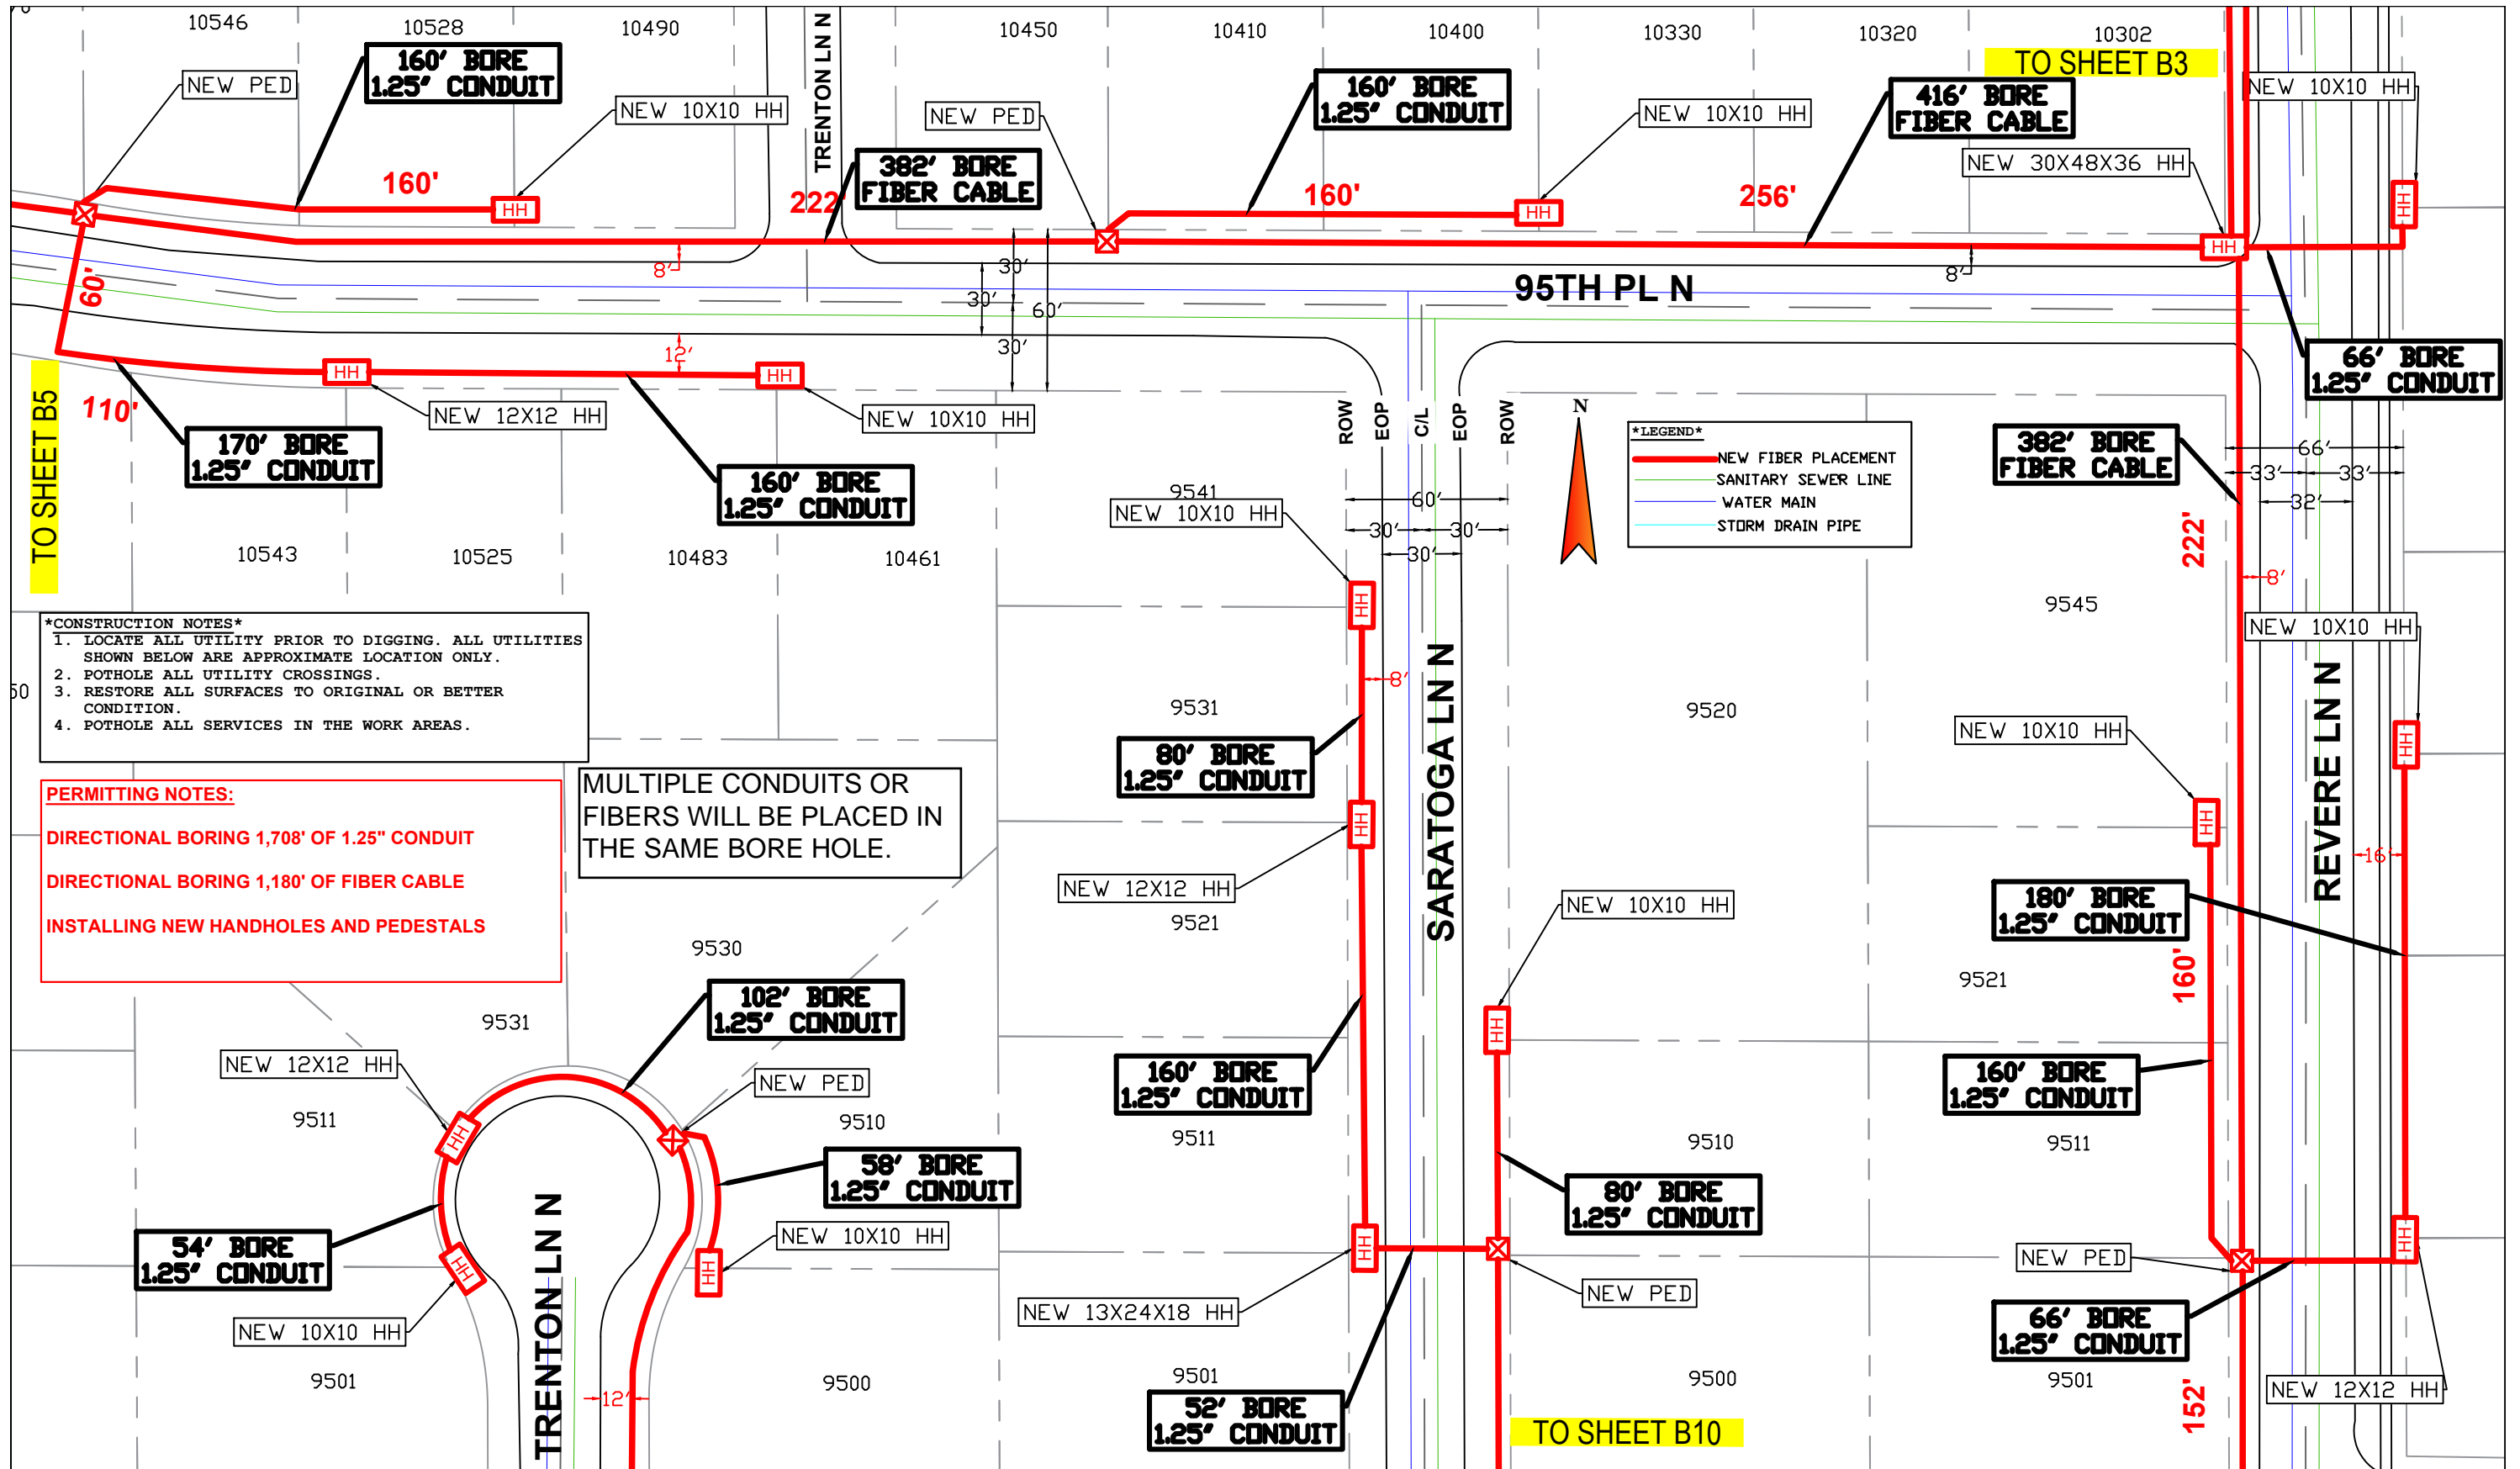 10546
10528
10490
TRENTON LN N
10450
10410
10400
10330
10320
10302
TO SHEET B3
160' BORE
1.25" CONDUIT
NEW PED
NEW 10X10 HH
NEW PED
160' BORE
1.25" CONDUIT
NEW 10X10 HH
416' BORE
FIBER CABLE
NEW 10X10 HH
NEW 30X48X36 HH
382' BORE
FIBER CABLE
160'
222'
160'
256'
HH
HH
HH
HH
60'
8'
30'
30'
60'
30'
8'
95TH PL N
12'
HH
HH
110'
NEW 12X12 HH
NEW 10X10 HH
66' BORE
1.25" CONDUIT
TO SHEET B5
170' BORE
1.25" CONDUIT
160' BORE
1.25" CONDUIT
ROW
EOP
C/L
EOP
ROW
N
*LEGEND*
NEW FIBER PLACEMENT
SANITARY SEWER LINE
WATER MAIN
STORM DRAIN PIPE
382' BORE
FIBER CABLE
66'
33'
33'
32'
9541
NEW 10X10 HH
60'
30'
30'
30'
222'
8'
10543
10525
10483
10461
HH
9545
NEW 10X10 HH
*CONSTRUCTION NOTES*
1. LOCATE ALL UTILITY PRIOR TO DIGGING. ALL UTILITIES
SHOWN BELOW ARE APPROXIMATE LOCATION ONLY.
2. POTHOLE ALL UTILITY CROSSINGS.
3. RESTORE ALL SURFACES TO ORIGINAL OR BETTER
CONDITION.
4. POTHOLE ALL SERVICES IN THE WORK AREAS.
50
8'
9531
80' BORE
1.25" CONDUIT
SARATOGA LN N
9520
NEW 10X10 HH
REVERE LN N
HH
PERMITTING NOTES:
DIRECTIONAL BORING 1,708' OF 1.25" CONDUIT
DIRECTIONAL BORING 1,180' OF FIBER CABLE
INSTALLING NEW HANDHOLES AND PEDESTALS
MULTIPLE CONDUITS OR
FIBERS WILL BE PLACED IN
THE SAME BORE HOLE.
HH
HH
16'
NEW 12X12 HH
9521
NEW 10X10 HH
180' BORE
1.25" CONDUIT
9530
160'
9521
102' BORE
1.25" CONDUIT
9531
HH
NEW 12X12 HH
NEW PED
160' BORE
1.25" CONDUIT
160' BORE
1.25" CONDUIT
9511
HH
9510
9511
9510
9511
58' BORE
1.25" CONDUIT
80' BORE
1.25" CONDUIT
54' BORE
1.25" CONDUIT
HH
HH
NEW 10X10 HH
HH
HH
NEW PED
NEW 10X10 HH
TRENTON LN N
NEW 13X24X18 HH
NEW PED
66' BORE
1.25" CONDUIT
9501
12'
9500
9501
9500
9501
NEW 12X12 HH
52' BORE
1.25" CONDUIT
TO SHEET B10
152'